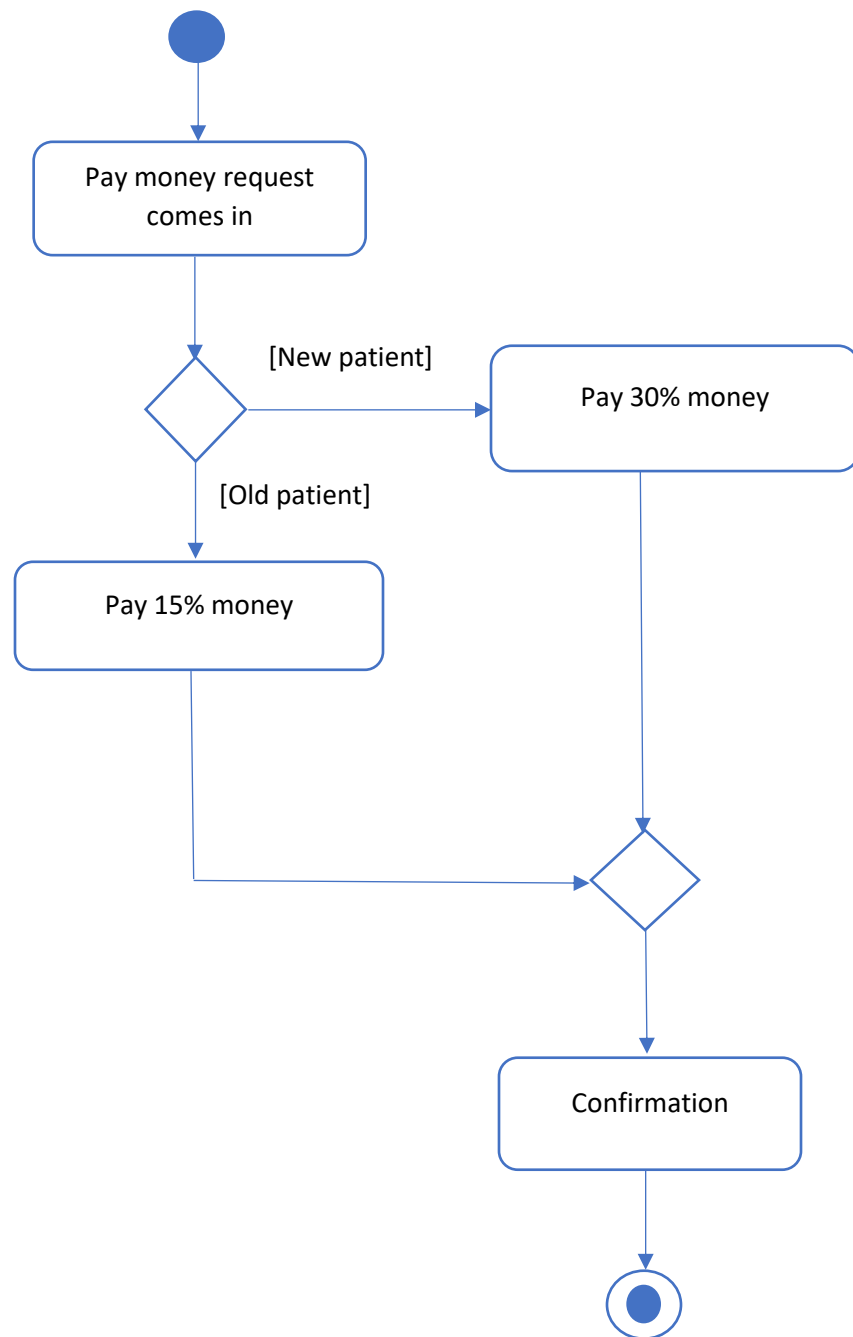 Pay money request
comes in
[New patient]
Pay 30% money
[Old patient]
Pay 15% money
Confirmation